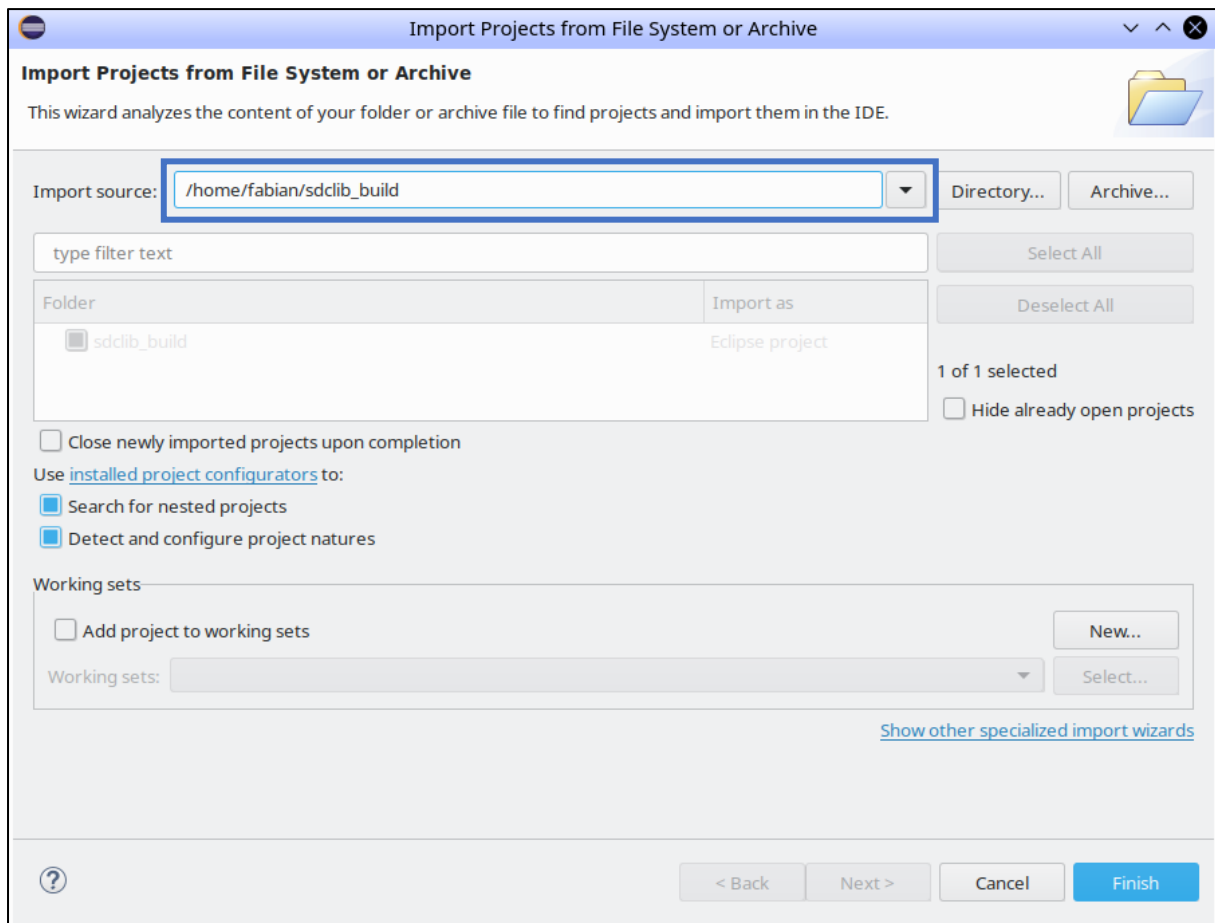 Import Projects from File System or Archive
Import Projects from File System or Archive
This wizard analyzes the content of your folder or archive file to find projects and import them in the IDE.
Import source: /home/fabian/sdclib_build Directory... Archive...
type filter text Select All
Folder Import as Deselect All
sdclib_build Eclipse project
1 of 1 selected
Hide already open projects
Close newly imported projects upon completion
Use installed project configurators to:
Search for nested projects
Detect and configure project natures
Working sets
Add project to working sets New...
Working sets: Select...
Show other specialized import wizards
? < Back Next > Cancel Finish